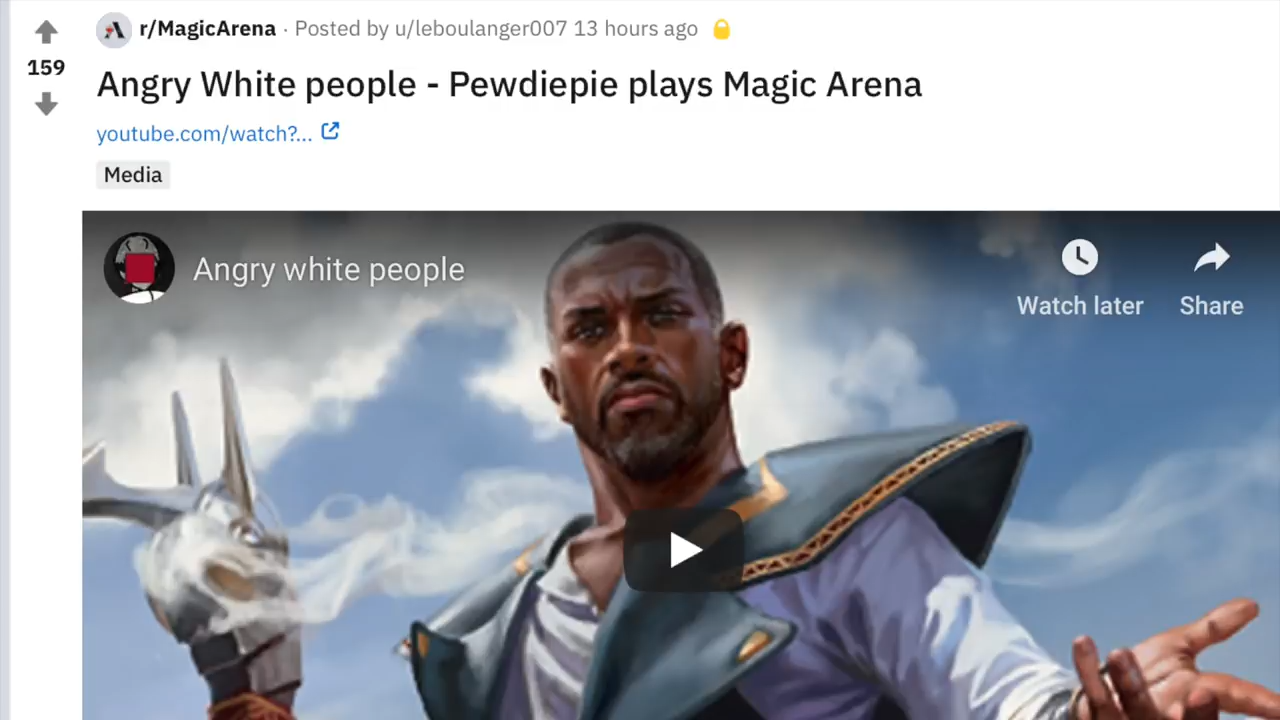 r/MagicArena · Posted by u/leboulanger007 13 hours ago
159
Angry White people - Pewdiepie plays Magic Arena
youtube.com/watch?...
Media
Angry white people
Watch later
Share